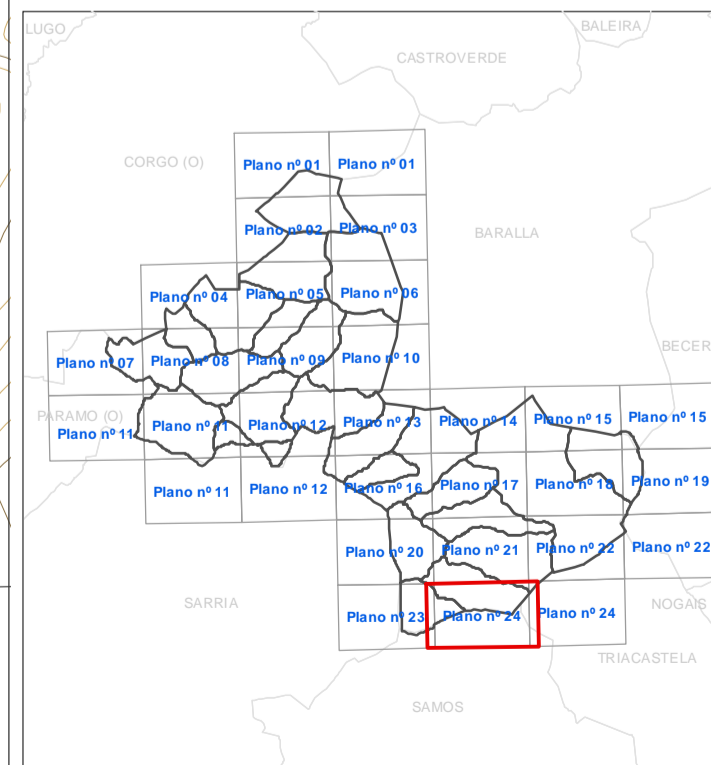 LUGO
BALEIRA
CASTROVERDE
CORGO (O)
Plano nº 01
Plano nº 01
Plano nº 02
Plano nº 03
BARALLA
Plano nº 04
Plano nº 05
Plano nº 06
BECER
Plano nº 07
Plano nº 08
Plano nº 09
Plano nº 10
PARAMO (O)
Plano nº 11
Plano nº 11
Plano nº 12
Plano nº 13
Plano nº 14
Plano nº 15
Plano nº 15
Plano nº 11
Plano nº 12
Plano nº 16
Plano nº 17
Plano nº 18
Plano nº 19
Plano nº 20
Plano nº 21
Plano nº 22
Plano nº 22
SARRIA
NOGAIS
Plano nº 23
Plano nº 24
Plano nº 24
TRIACASTELA
SAMOS